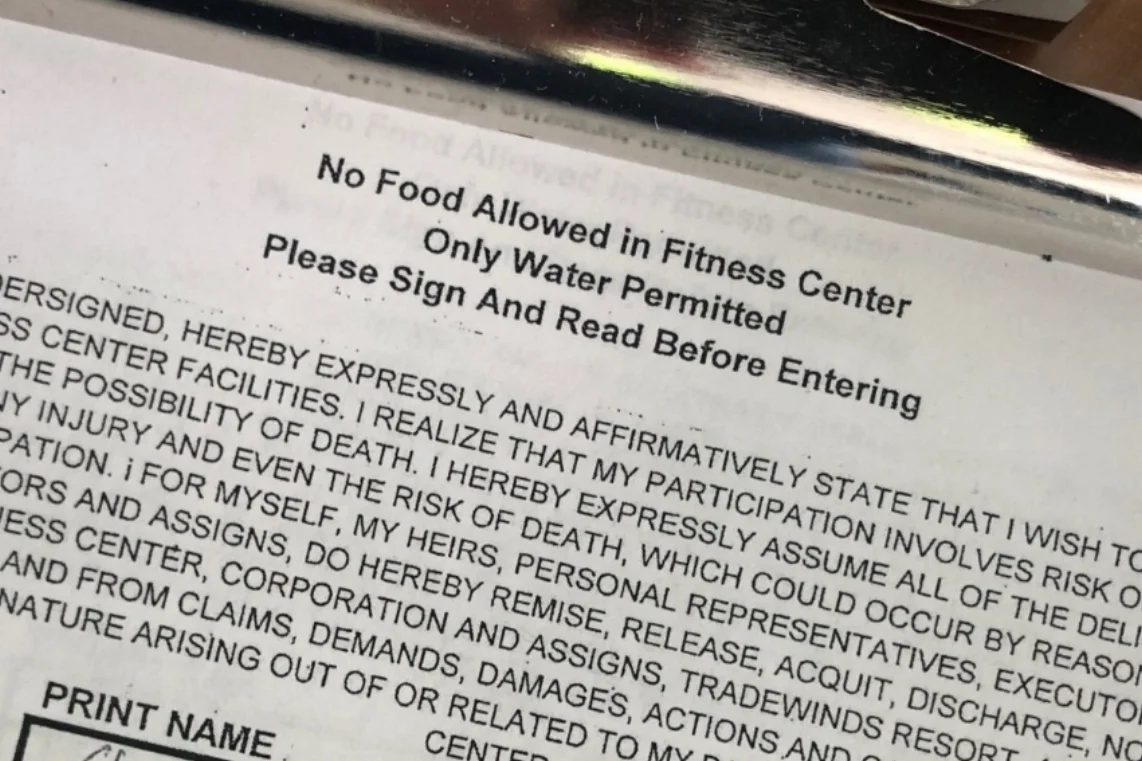 No Food Allowed in Fitness Center
Only Water Permitted
Please Sign And Read Before Entering
DERSIGNED, HEREBY EXPRESSLY AND AFFIRMATIVELY STATE THAT I WISH TO
SS CENTER FACILITIES. I REALIZE THAT MY PARTICIPATION INVOLVES RISK O
THE POSSIBILITY OF DEATH. I HEREBY EXPRESSLY ASSUME ALL OF THE DELI
NY INJURY AND EVEN THE RISK OF DEATH, WHICH COULD OCCUR BY REASO
PATION. i FOR MYSELF, MY HEIRS, PERSONAL REPRESENTATIVES, EXECUTO
ORS AND ASSIGNS, DO HEREBY REMISE, RELEASE, ACQUIT, DISCHARGE, NO
ESS CENTER, CORPORATION AND ASSIGNS, TRADEWINDS RESORT,
AND FROM CLAIMS, DEMANDS, DAMAGES, ACTIONS AND
NATURE ARISING OUT OF OR RELATED TO MY
CENTER
PRINT NAME